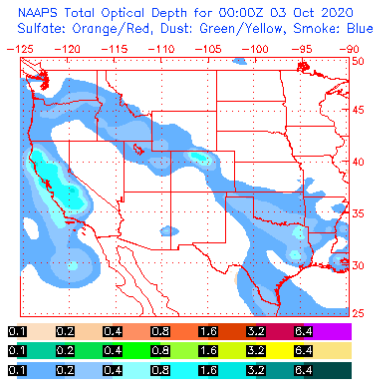 NAAPS Total Optical Depth for 00:00Z 03 Oct 2020
Sulfate: Orange/Red, Dust: Green/Yellow, Smoke: Blue
-125 -120 -115 -110 -105 -100 -95 -90
50
45
40
35
30
25
0.1 0.2 0.4 0.8 1.6 3.2 6.4
0.1 0.2 0.4 0.8 1.6 3.2 6.4
0.1 0.2 0.4 0.8 1.6 3.2 6.4